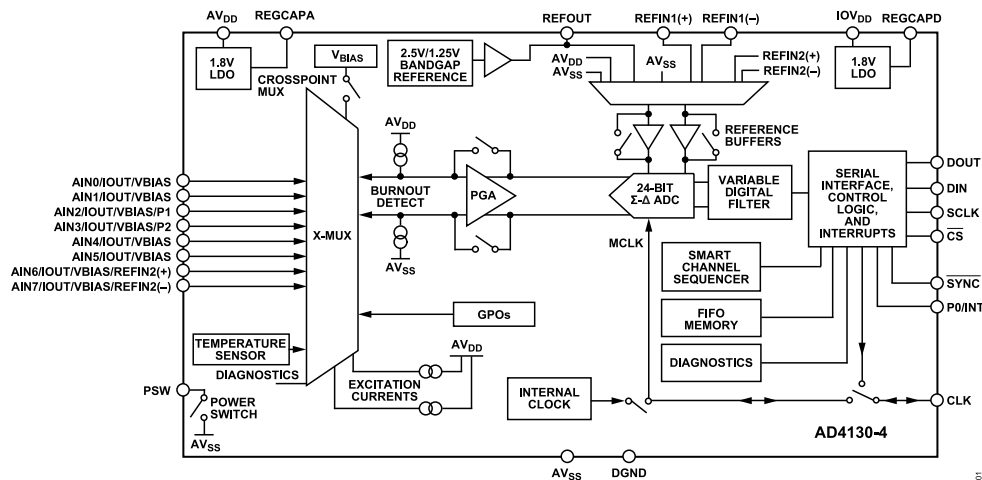 AVDD
REGCAPA
REFOUT
REFIN1(+)
REFIN1(–)
IOVDD
REGCAPD
1.8V
LDO
VBIAS
CROSSPOINT
MUX
2.5V/1.25V
BANDGAP
REFERENCE
AVDD
AVSS
AVSS
REFIN2(+)
REFIN2(–)
1.8V
LDO
AVDD
BURNOUT
DETECT
AVSS
PGA
REFERENCE
BUFFERS
24-BIT
Σ-Δ ADC
VARIABLE
DIGITAL
FILTER
SERIAL
INTERFACE,
CONTROL
LOGIC,
AND
INTERRUPTS
DOUT
DIN
SCLK
CS
SYNC
P0/INT
AIN0/IOUT/VBIAS
AIN1/IOUT/VBIAS
AIN2/IOUT/VBIAS/P1
AIN3/IOUT/VBIAS/P2
AIN4/IOUT/VBIAS
AIN5/IOUT/VBIAS
AIN6/IOUT/VBIAS/REFIN2(+)
AIN7/IOUT/VBIAS/REFIN2(–)
X-MUX
MCLK
SMART
CHANNEL
SEQUENCER
FIFO
MEMORY
DIAGNOSTICS
GPOs
TEMPERATURE
SENSOR
DIAGNOSTICS
AVDD
EXCITATION
CURRENTS
PSW
POWER
SWITCH
AVSS
INTERNAL
CLOCK
CLK
AD4130-4
AVSS
DGND
01